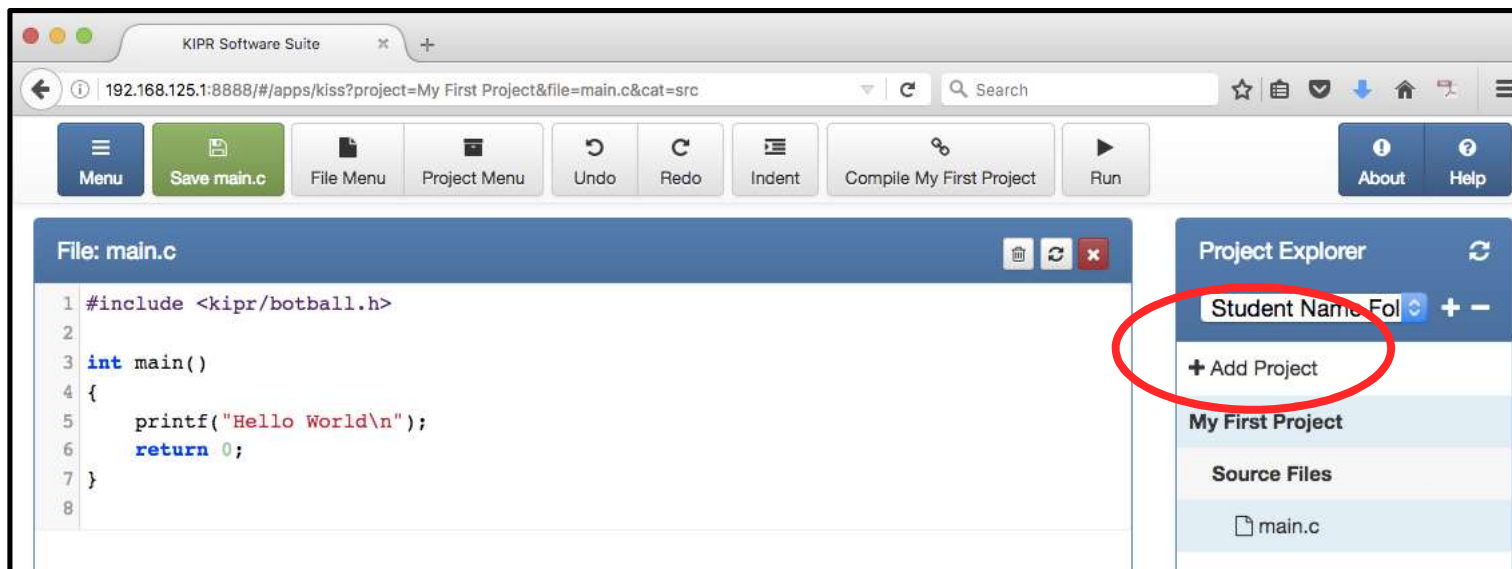 KIPR Software Suite
192.168.125.1:8888/#/apps/kiss?project=My First Project&file=main.c&cat=src
Search
Menu
Save main.c
File Menu
Project Menu
Undo
Redo
Indent
Compile My First Project
Run
About
Help
File: main.c
1 #include <kipr/botball.h>
2
3 int main()
4 {
5 printf("Hello World\n");
6 return 0;
7 }
8
Project Explorer
Student Name Fol
+ Add Project
My First Project
Source Files
main.c